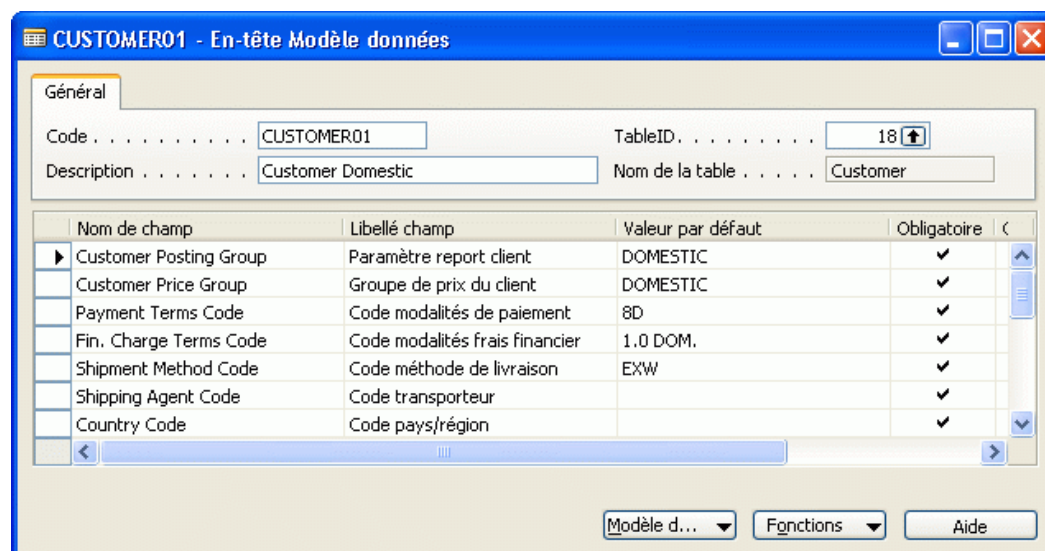 CUSTOMER01 - En-tête Modèle données
Général
Code . . . . . . . . . . CUSTOMER01 TableID. . . . . . . . . 18
Description . . . . . . . Customer Domestic Nom de la table . . . . . Customer
Nom de champ Libellé champ Valeur par défaut Obligatoire
Customer Posting Group Paramètre report client DOMESTIC ✔
Customer Price Group Groupe de prix du client DOMESTIC ✔
Payment Terms Code Code modalités de paiement 8D ✔
Fin. Charge Terms Code Code modalités frais financier 1.0 DOM. ✔
Shipment Method Code Code méthode de livraison EXW ✔
Shipping Agent Code Code transporteur ✔
Country Code Code pays/région ✔
Modèle d... Fonctions Aide